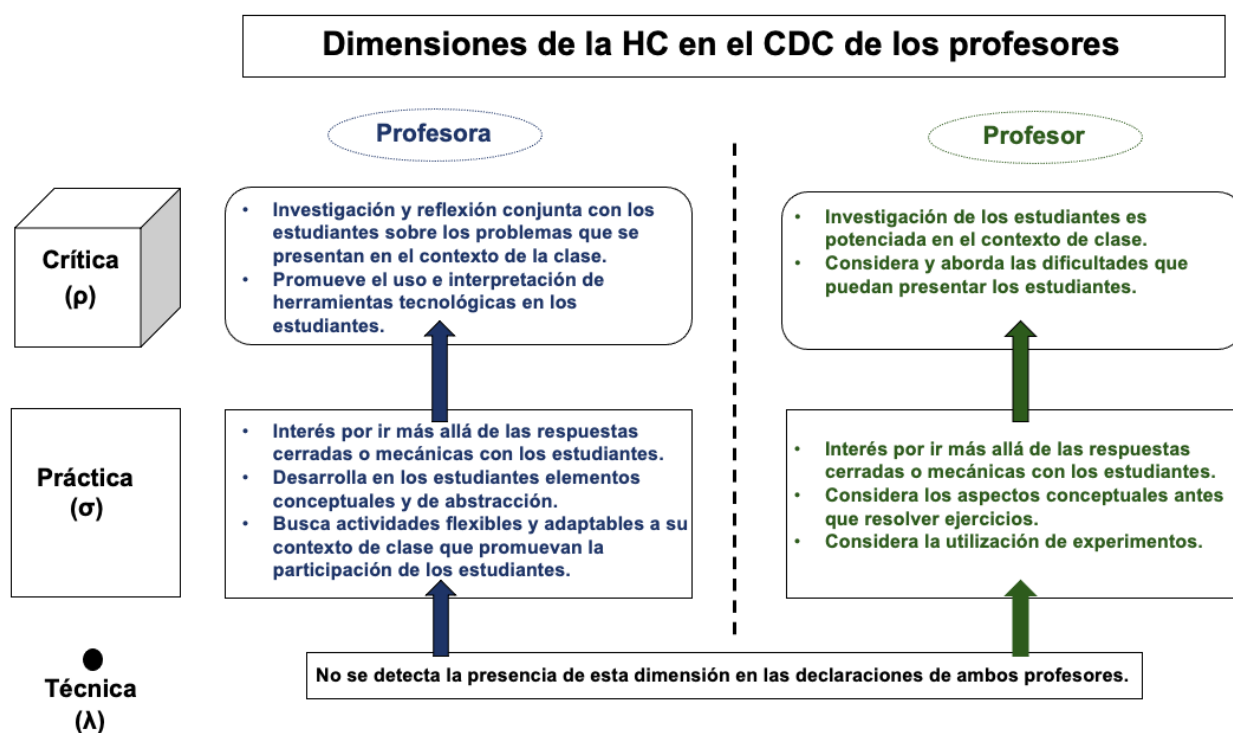 Dimensiones de la HC en el CDC de los profesores
Profesora
Profesor
Crítica
(ρ)
• Investigación y reflexión conjunta con los
estudiantes sobre los problemas que se
presentan en el contexto de la clase.
• Promueve el uso e interpretación de
herramientas tecnológicas en los
estudiantes.
• Investigación de los estudiantes es
potenciada en el contexto de clase.
• Considera y aborda las dificultades que
puedan presentar los estudiantes.
Práctica
(σ)
• Interés por ir más allá de las respuestas
cerradas o mecánicas con los estudiantes.
• Desarrolla en los estudiantes elementos
conceptuales y de abstracción.
• Busca actividades flexibles y adaptables a su
contexto de clase que promuevan la
participación de los estudiantes.
• Interés por ir más allá de las respuestas
cerradas o mecánicas con los estudiantes.
• Considera los aspectos conceptuales antes
que resolver ejercicios.
• Considera la utilización de experimentos.
Técnica
(λ)
No se detecta la presencia de esta dimensión en las declaraciones de ambos profesores.